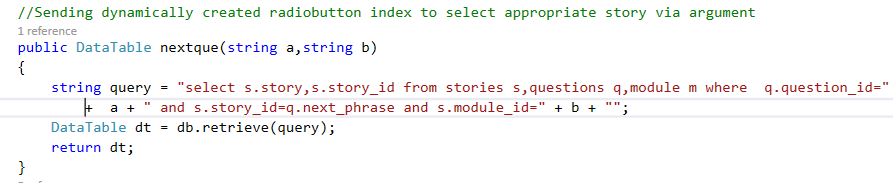 //Sending dynamically created radiobutton index to select appropriate story via argument
1 reference
public DataTable nextque(string a,string b)
{
string query = "select s.story,s.story_id from stories s,questions q,module m where  q.question_id="
+  a + " and s.story_id=q.next_phrase and s.module_id=" + b + "";
DataTable dt = db.retrieve(query);
return dt;
}